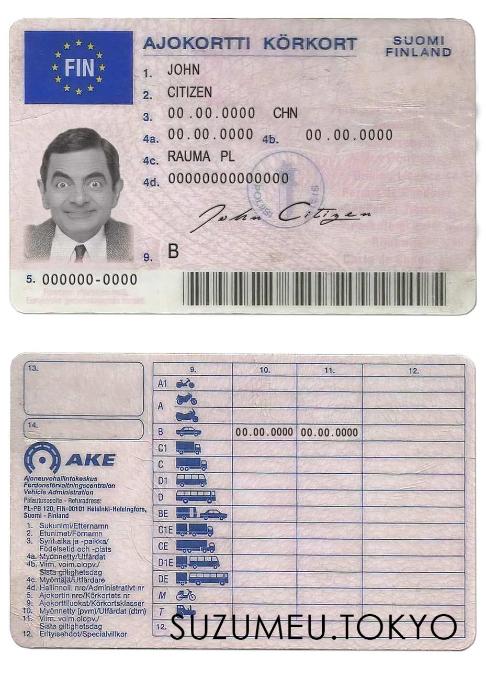 FIN
AJOKORTTI KÖRKORT
SUOMI
FINLAND
1. JOHN
2. CITIZEN
3. 00.00.0000 CHN
4a. 00.00.0000 4b. 00.00.0000
4c. RAUMA PL
4d. 00000000000000
John Citizen
9. B
5. 000000-0000
13.
14.
AKE
Ajoneuvohallintokeskus
Fordonsförvaltningscentralen
Vehicle Administration
Palautusosoite - Returadress:
PL-PB 120, FIN-00101 Helsinki-Helsingfors,
Suomi - Finland
1. Sukunimi/Efternamn
2. Etunimet/Förnamn
3. Syntaika ja -paikka/
Födelsetid och -plats
4a. Myönnetty/Utfärdat
4b. Viim. voim.olopv./
Sista giltighetsdag
4c. Myöntäjä/Utfärdare
4d. Hallinnoll. nro/Administrativt nr
5. Ajokortin nro/Körkortets nr
9. Ajokorttiluokat/Körkortsklasser
10. Myönnetty (pvm)/Utfärdat (dtm)
11. Viim. voim.olopv./
Sista giltighetsdag
12. Erityisehdot/Specialvillkor
9. 10. 11. 12.
A1
A
B 00.00.0000 00.00.0000
C1
C
D1
D
BE
C1E
CE
D1E
DE
M
T
12.
SUZUMEU.TOKYO